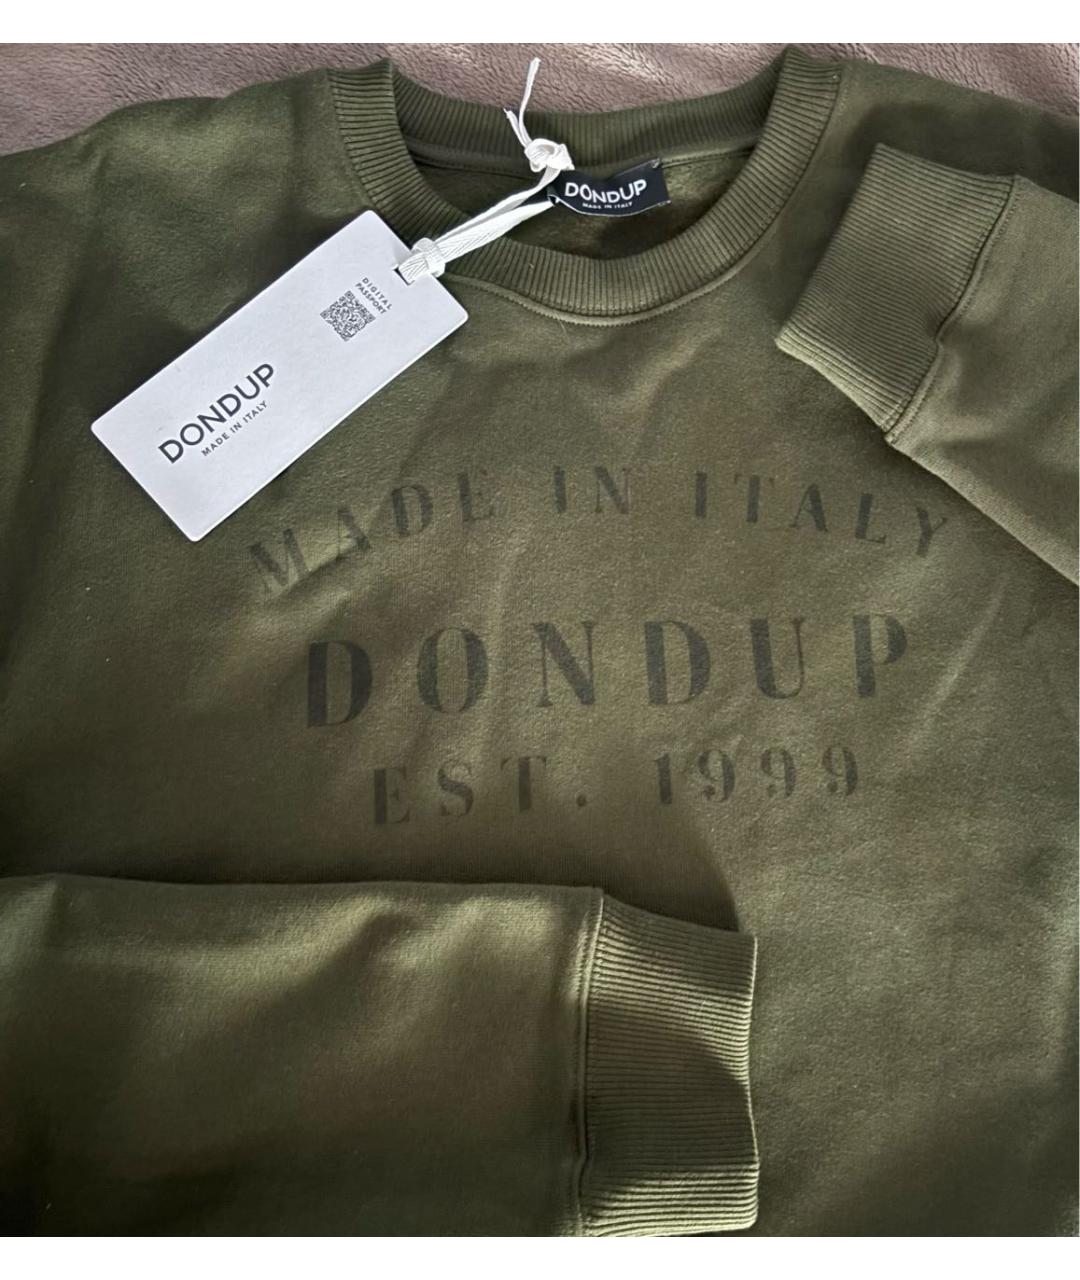 DONDUP
MADE IN ITALY
DIGITAL
PASSPORT
DONDUP
MADE IN ITALY
MADE IN ITALY
DONDUP
EST. 1999